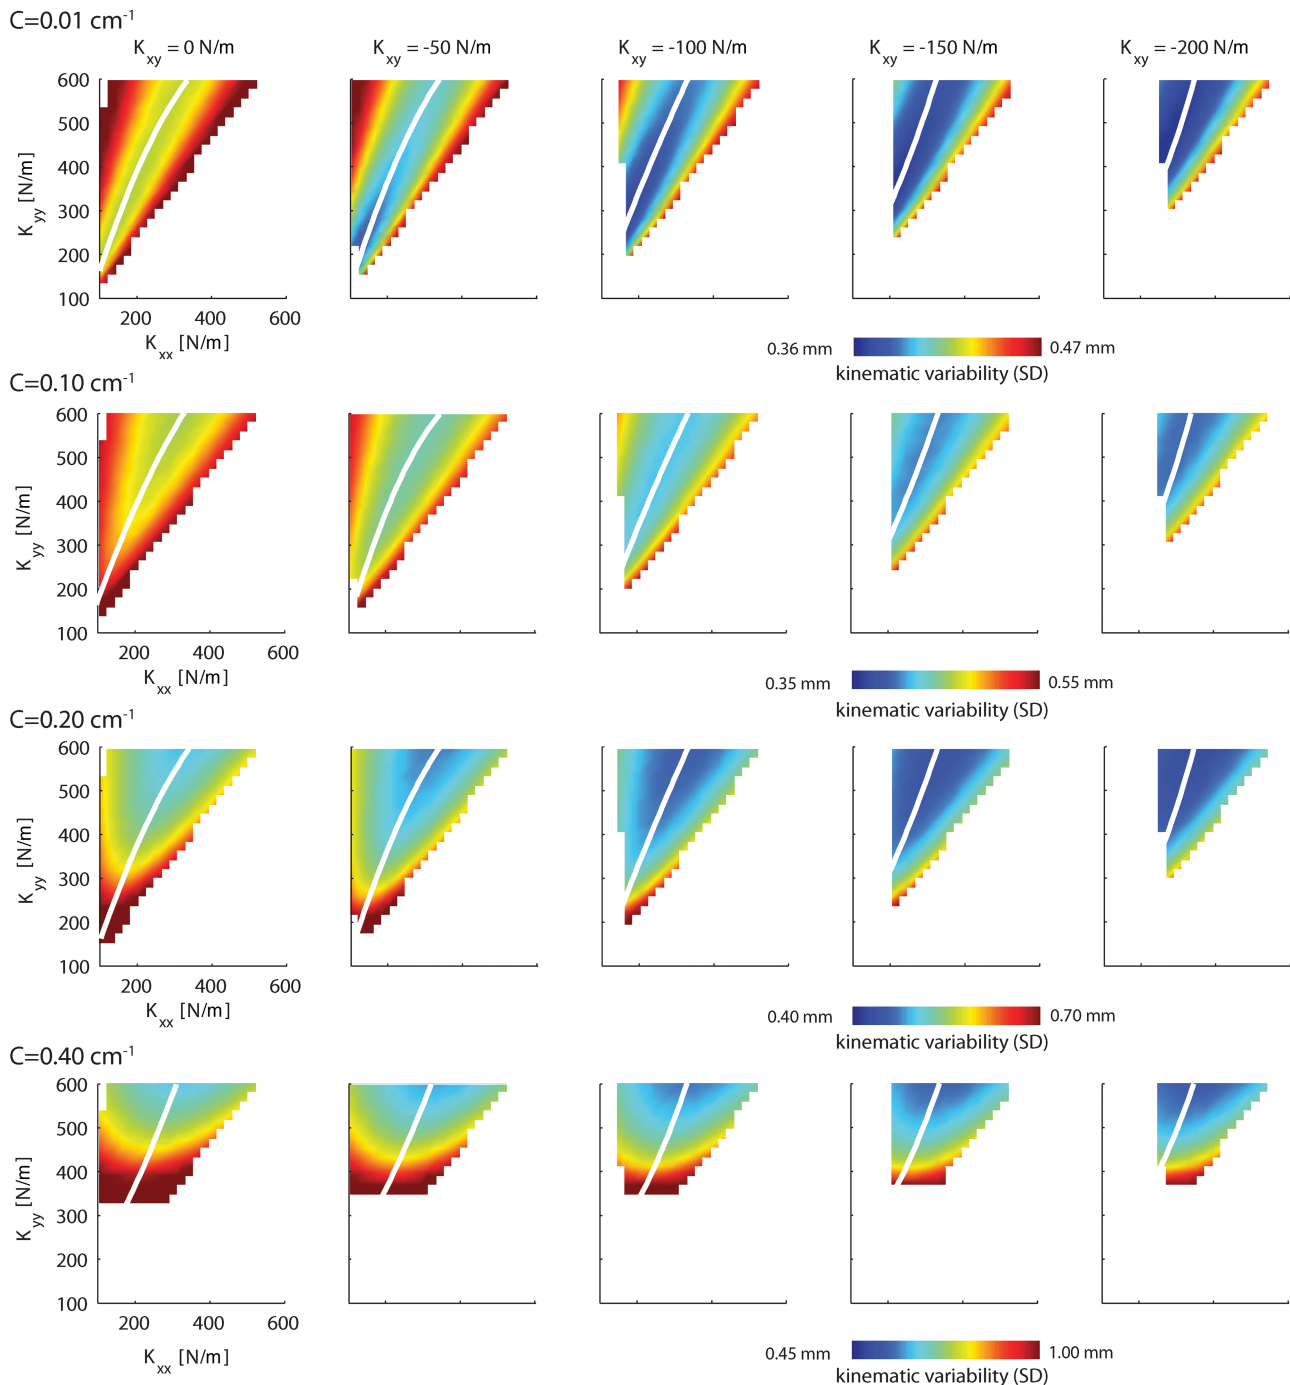 C=0.01 cm-1
Kxy = 0 N/m Kxy = -50 N/m Kxy = -100 N/m Kxy = -150 N/m Kxy = -200 N/m
600
500
400
300
200
100
Kyy [N/m]
200 400 600
Kxx [N/m]
0.36 mm 0.47 mm
kinematic variability (SD)
C=0.10 cm-1
600
500
400
300
200
100
Kyy [N/m]
200 400 600
Kxx [N/m]
0.35 mm 0.55 mm
kinematic variability (SD)
C=0.20 cm-1
600
500
400
300
200
100
Kyy [N/m]
200 400 600
Kxx [N/m]
0.40 mm 0.70 mm
kinematic variability (SD)
C=0.40 cm-1
600
500
400
300
200
100
Kyy [N/m]
200 400 600
Kxx [N/m]
0.45 mm 1.00 mm
kinematic variability (SD)